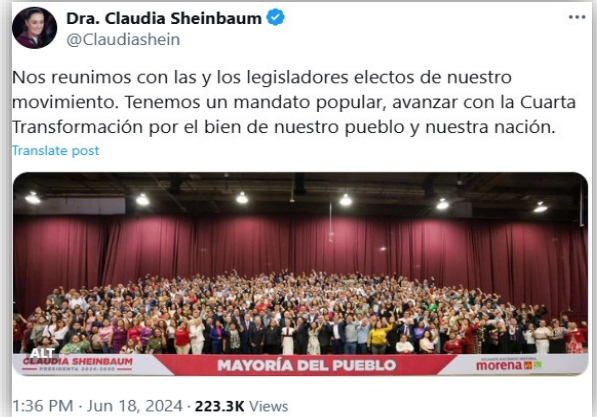 Dra. Claudia Sheinbaum
@Claudiashein
Nos reunimos con las y los legisladores electos de nuestro
movimiento. Tenemos un mandato popular, avanzar con la Cuarta
Transformación por el bien de nuestro pueblo y nuestra nación.
Translate post
ALT
CLAUDIA SHEINBAUM
PRESIDENTA 2024-2030
MAYORÍA DEL PUEBLO
morena
1:36 PM · Jun 18, 2024 · 223.3K Views